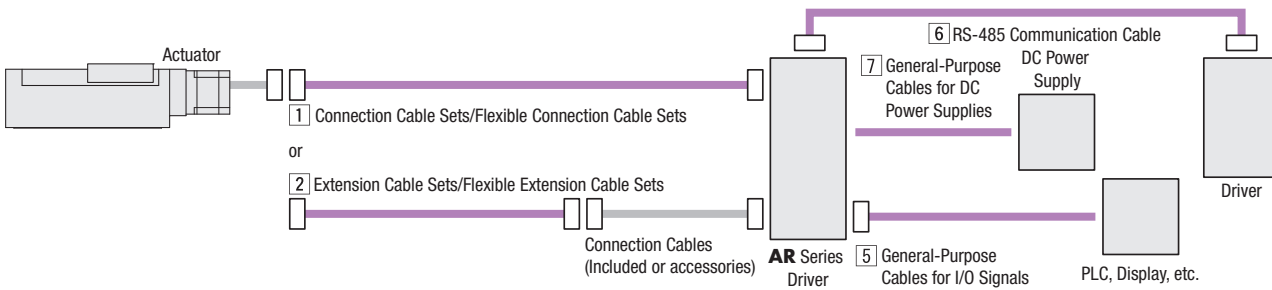 Actuator
1 Connection Cable Sets/Flexible Connection Cable Sets
or
2 Extension Cable Sets/Flexible Extension Cable Sets
Connection Cables
(Included or accessories)
AR Series
Driver
6 RS-485 Communication Cable
7 General-Purpose
Cables for DC
Power Supplies
DC Power
Supply
Driver
5 General-Purpose
Cables for I/O Signals
PLC, Display, etc.